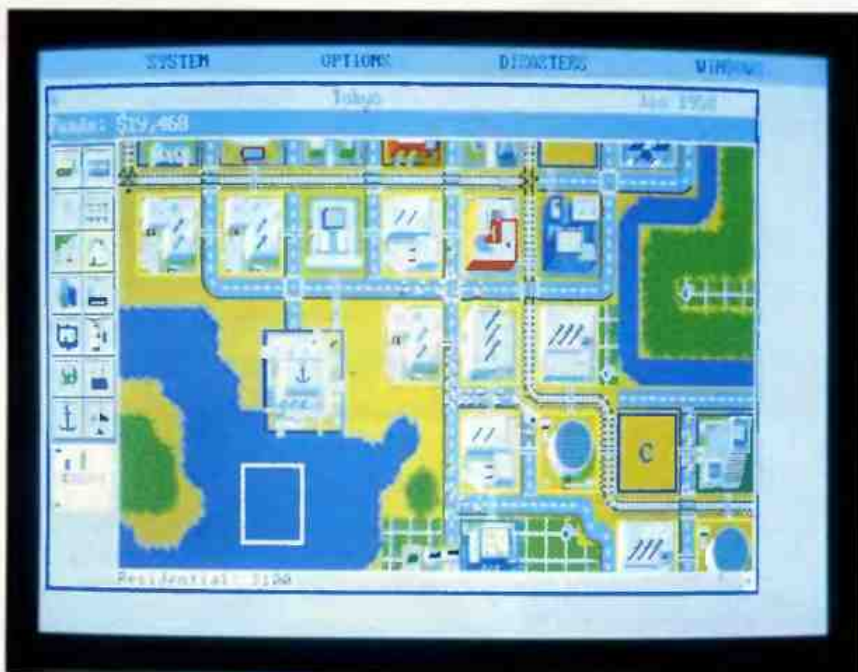 SYSTEM OPTIONS DISASTERS WINDOWS
Tokyo Jan 1958
Funds: $19,468
C
Residential: $100